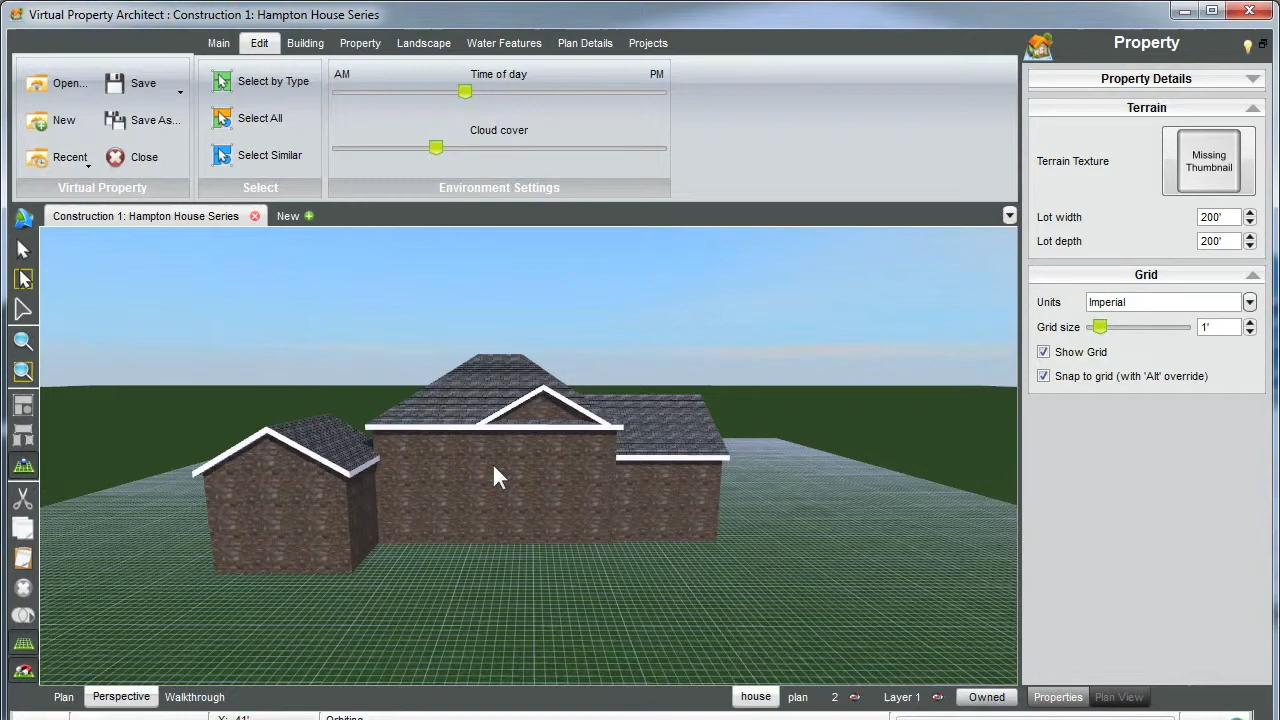 Virtual Property Architect : Construction 1: Hampton House Series
Main Edit Building Property Landscape Water Features Plan Details Projects
Property
Open... Save
New Save As...
Recent Close
Virtual Property
Select by Type
Select All
Select Similar
Select
AM Time of day PM
Cloud cover
Environment Settings
Property Details
Terrain
Terrain Texture
Missing
Thumbnail
Lot width 200'
Lot depth 200'
Grid
Units Imperial
Grid size 1'
Show Grid
Snap to grid (with 'Alt' override)
Construction 1: Hampton House Series New
Plan Perspective Walkthrough house plan 2 Layer 1 Owned Properties Plan View